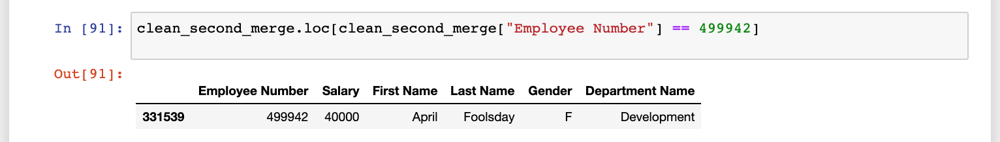 In [91]: clean_second_merge.loc[clean_second_merge["Employee Number"] == 499942]
Out[91]:
Employee Number Salary First Name Last Name Gender Department Name
331539 499942 40000 April Foolsday F Development